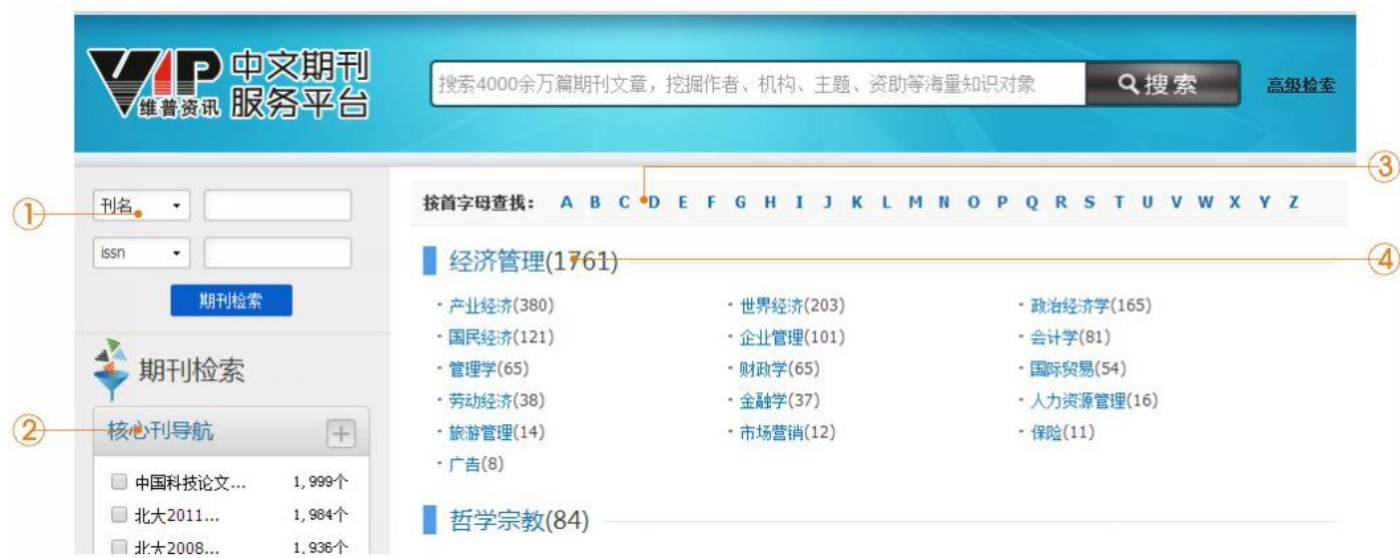 VIP 中文期刊
维普资讯 服务平台
搜索4000余万篇期刊文章，挖掘作者、机构、主题、资助等海量知识对象
搜索
高级检索
① 刊名
issn
期刊检索
期刊检索
② 核心刊导航 +
中国科技论文... 1,999个
北大2011... 1,984个
北大2008... 1,936个
按首字母查找： A B C D E F G H I J K L M N O P Q R S T U V W X Y Z ③
经济管理(1761) ④
· 产业经济(380) · 世界经济(203) · 政治经济学(165)
· 国民经济(121) · 企业管理(101) · 会计学(81)
· 管理学(65) · 财政学(65) · 国际贸易(54)
· 劳动经济(38) · 金融学(37) · 人力资源管理(16)
· 旅游管理(14) · 市场营销(12) · 保险(11)
· 广告(8)
哲学宗教(84)